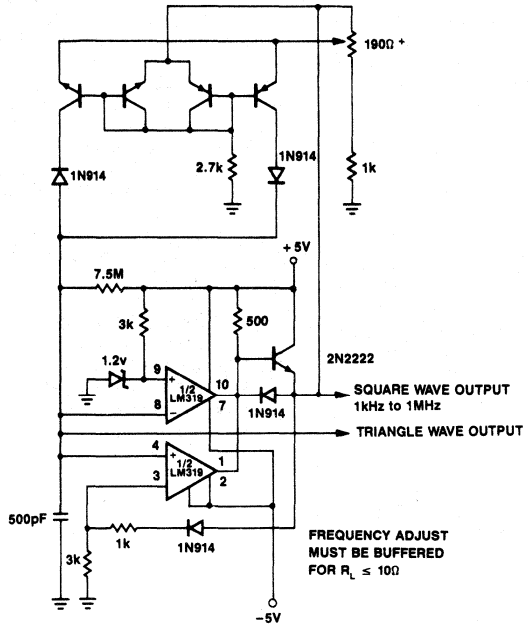 190Ω +
1N914
2.7k
1N914
1k
+5V
7.5M
3k
500
1.2v
9
+
1/2
LM319
10
7
8
−
2N2222
1N914
SQUARE WAVE OUTPUT
1kHz to 1MHz
TRIANGLE WAVE OUTPUT
4
+
1/2
LM319
1
2
3
500pF
1k
1N914
3k
FREQUENCY ADJUST
MUST BE BUFFERED
FOR RL ≤ 10Ω
−5V